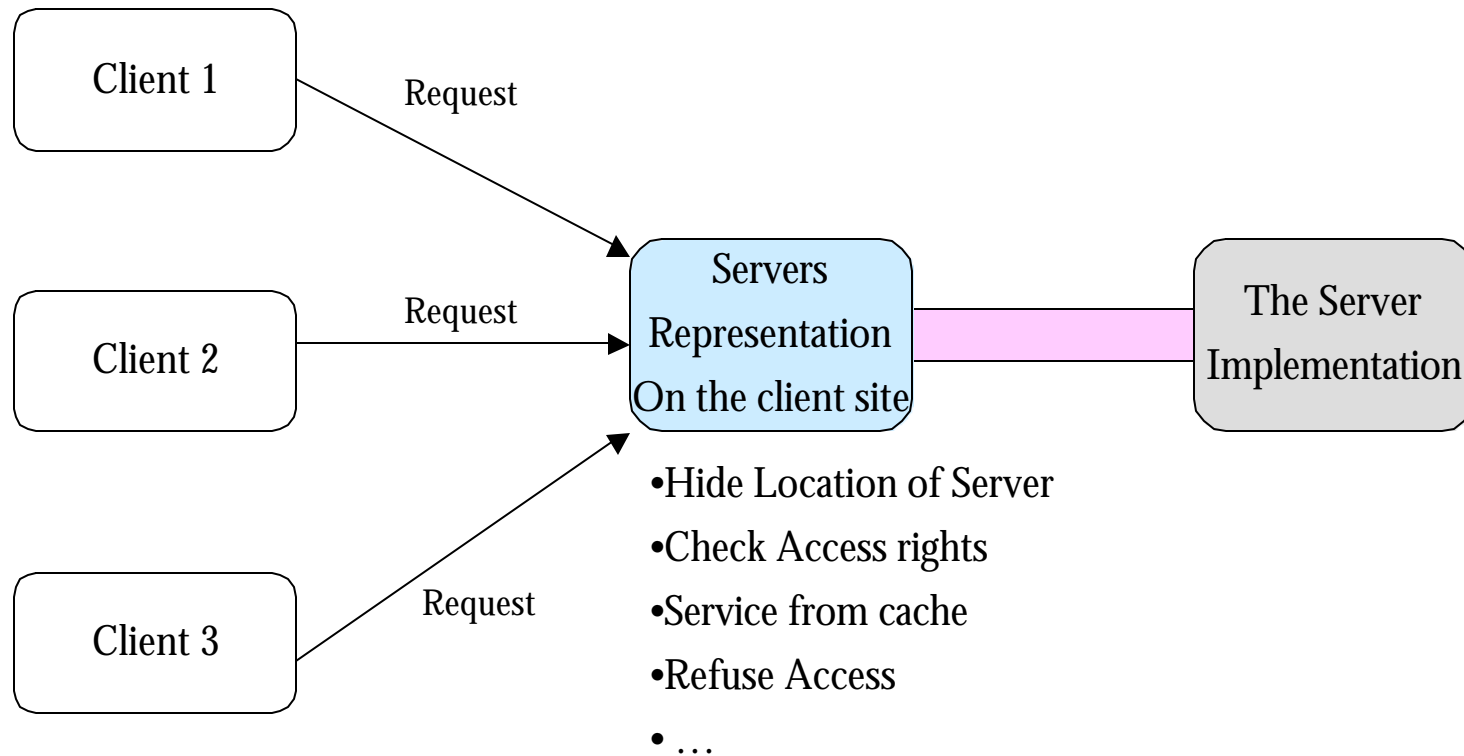 Client 1
Request
Client 2
Request
Client 3
Request
Servers
Representation
On the client site
The Server
Implementation
•Hide Location of Server
•Check Access rights
•Service from cache
•Refuse Access
• …